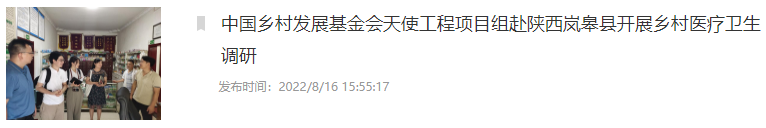 中国乡村发展基金会天使工程项目组赴陕西岚皋县开展乡村医疗卫生
调研
发布时间：2022/8/16 15:55:17